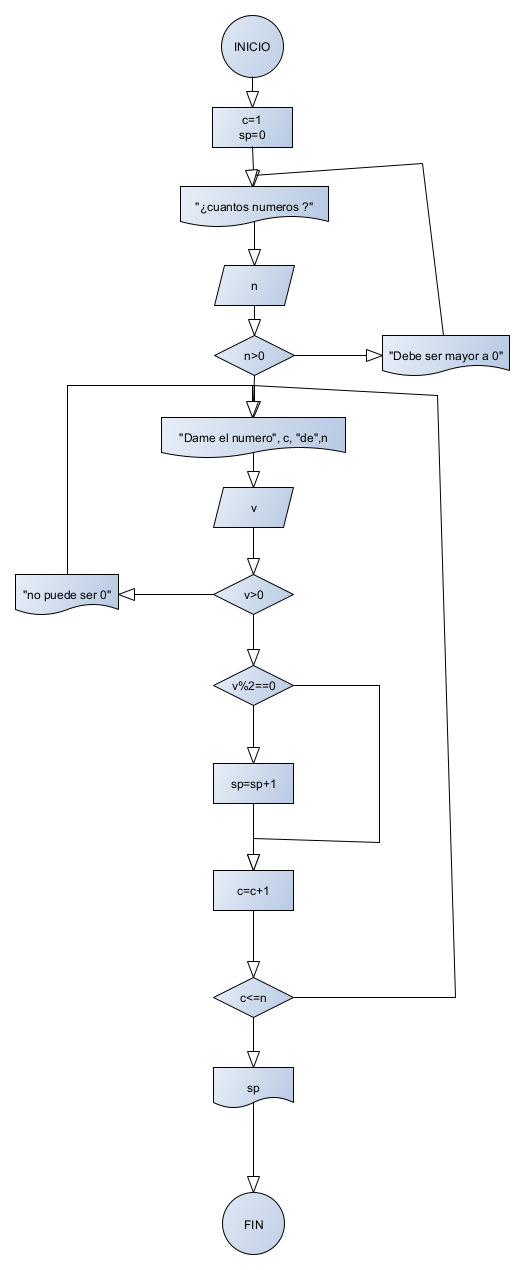 INICIO
c=1
sp=0
"¿cuantos numeros ?"
n
n>0
"Debe ser mayor a 0"
"Dame el numero", c, "de",n
v
v>0
"no puede ser 0"
v%2==0
sp=sp+1
c=c+1
c<=n
sp
FIN